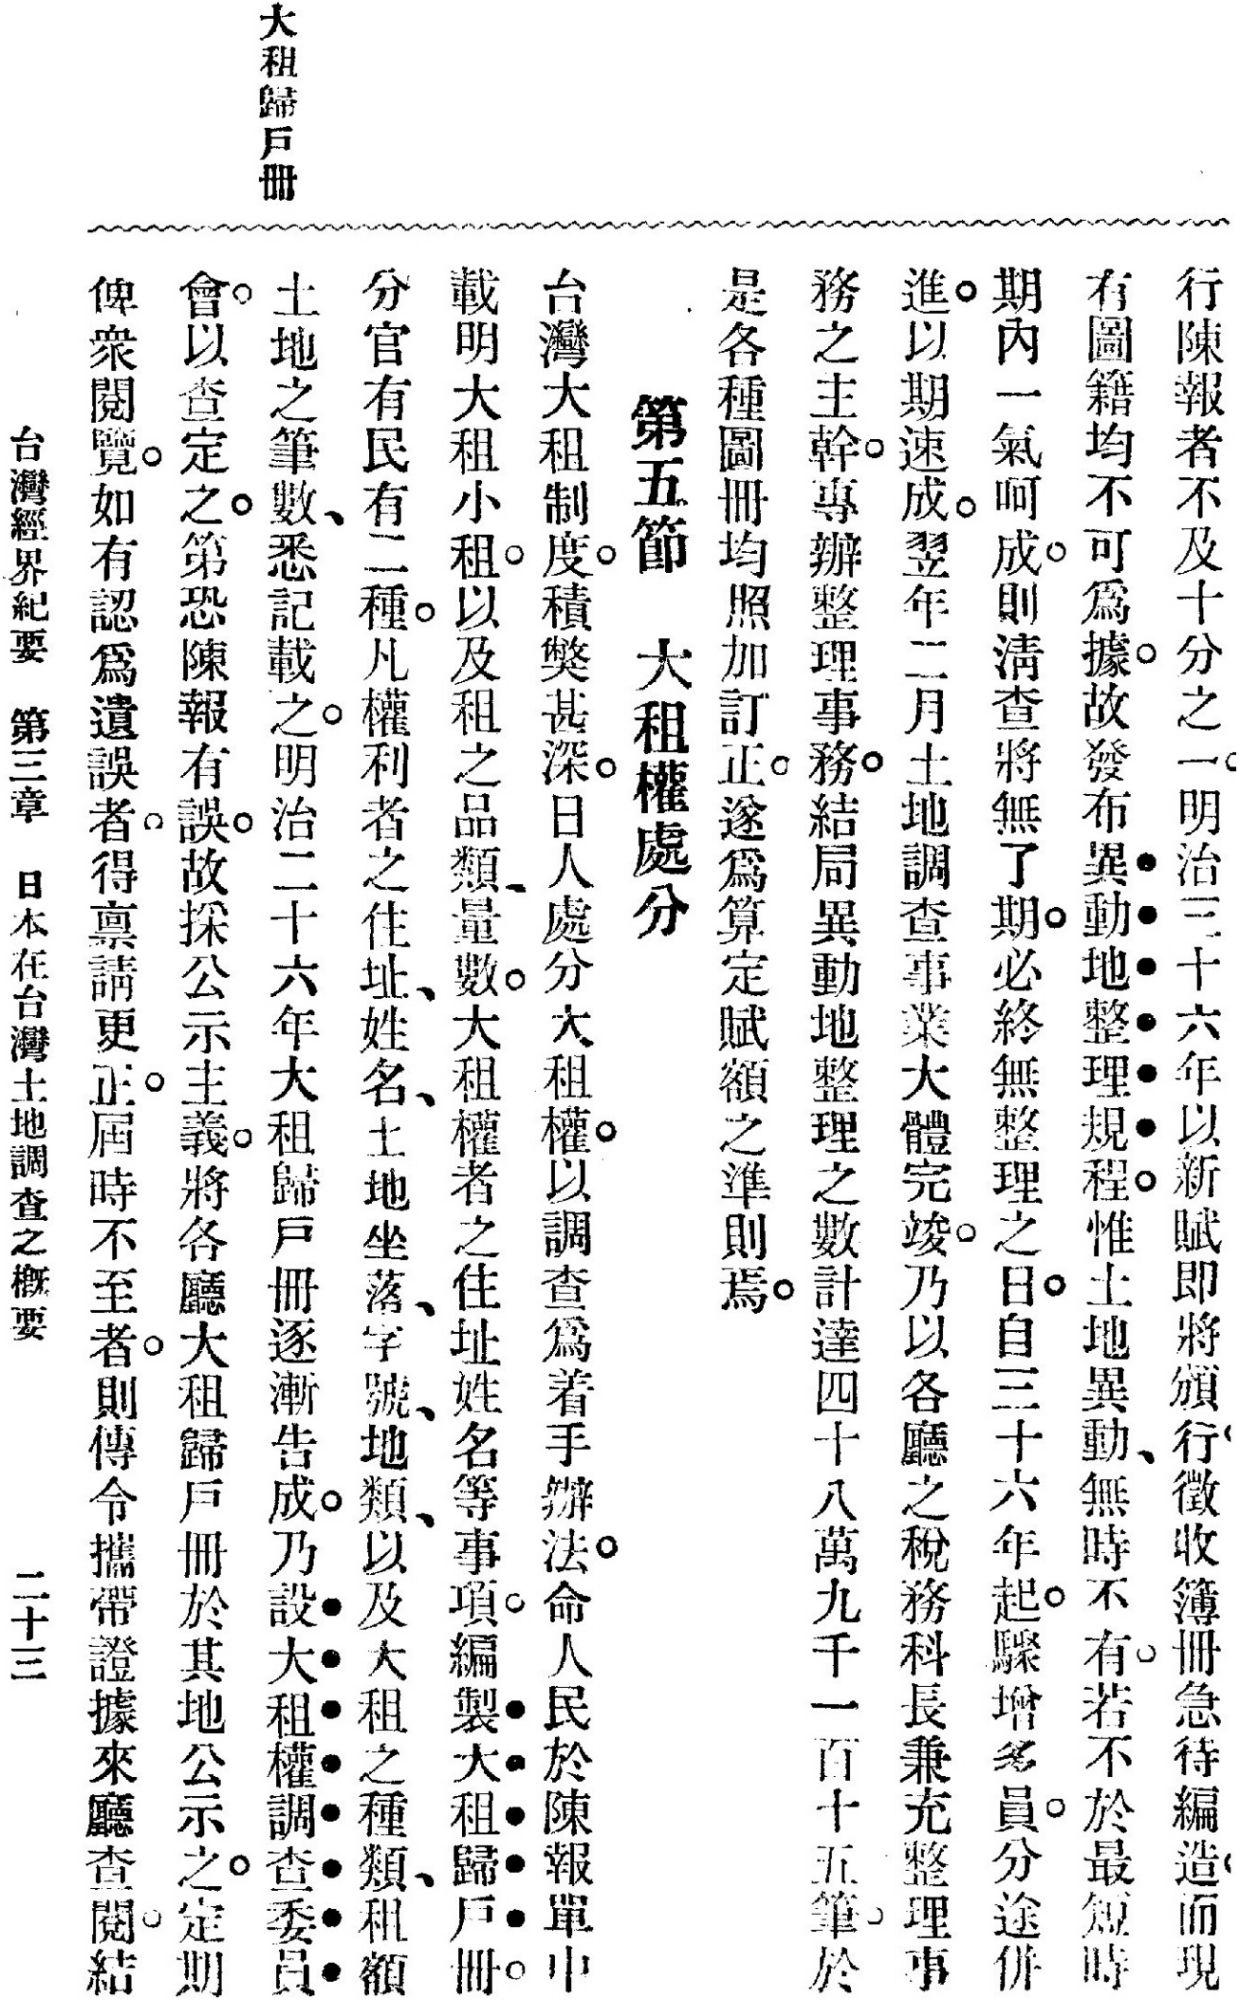 行陳報者不及十分之一。明治三十六年以新賦即將頒行。徵收簿冊急待編造。而現
有圖籍均不可爲據。故發布異動地整理規程。惟土地異動、無時不有。若不於最短時
期內一氣呵成。則淸查將無了期。必終無整理之日。自三十六年起。驟增多員。分途併
進。以期速成。翌年二月土地調查事業大體完竣。乃以各廳之稅務科長兼充整理事
務之主幹。專辦整理事務。結局異動地整理之數計達四十八萬九千一百十五筆。於
是各種圖冊均照加訂正。遂爲算定賦額之準則焉。
第五節　大租權處分
台灣大租制度。積獘甚深。日人處分大租權。以調查爲着手辦法。命人民於陳報單中
載明大租小租。以及租之品類、量數。大租權者之住址姓名等事項。編製大租歸戶冊。
分官有民有二種。凡權利者之住址、姓名、土地坐落、字號、地類、以及大租之種類、租額
土地之筆數、悉記載之。明治二十六年大租歸戶冊逐漸告成。乃設大租權調查委員
會。以查定之。第恐陳報有誤。故採公示主義。將各廳大租歸戶冊於其地公示之。定期
俾衆閱覽。如有認爲遺誤者。得禀請更正。屆時不至者。則傳令攜帶證據來廳查閱。結
大租歸戶冊
台灣經界紀要　第三章　日本在台灣土地調查之概要　二十三